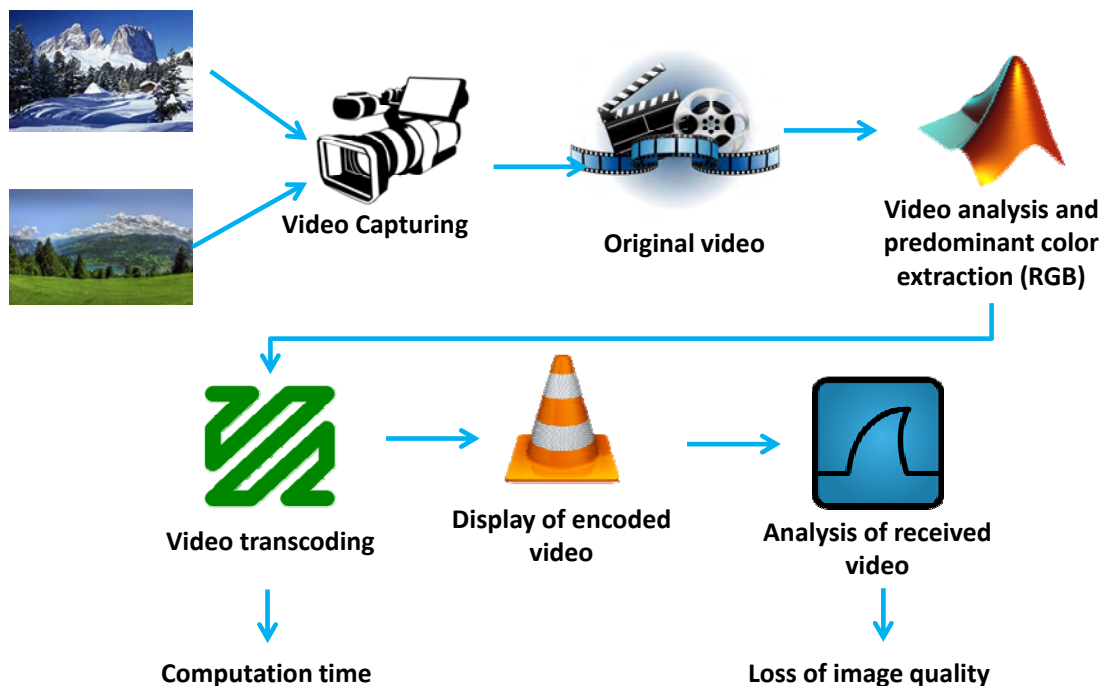 Video Capturing
Original video
Video analysis and
predominant color
extraction (RGB)
Video transcoding
Display of encoded
video
Analysis of received
video
Computation time
Loss of image quality